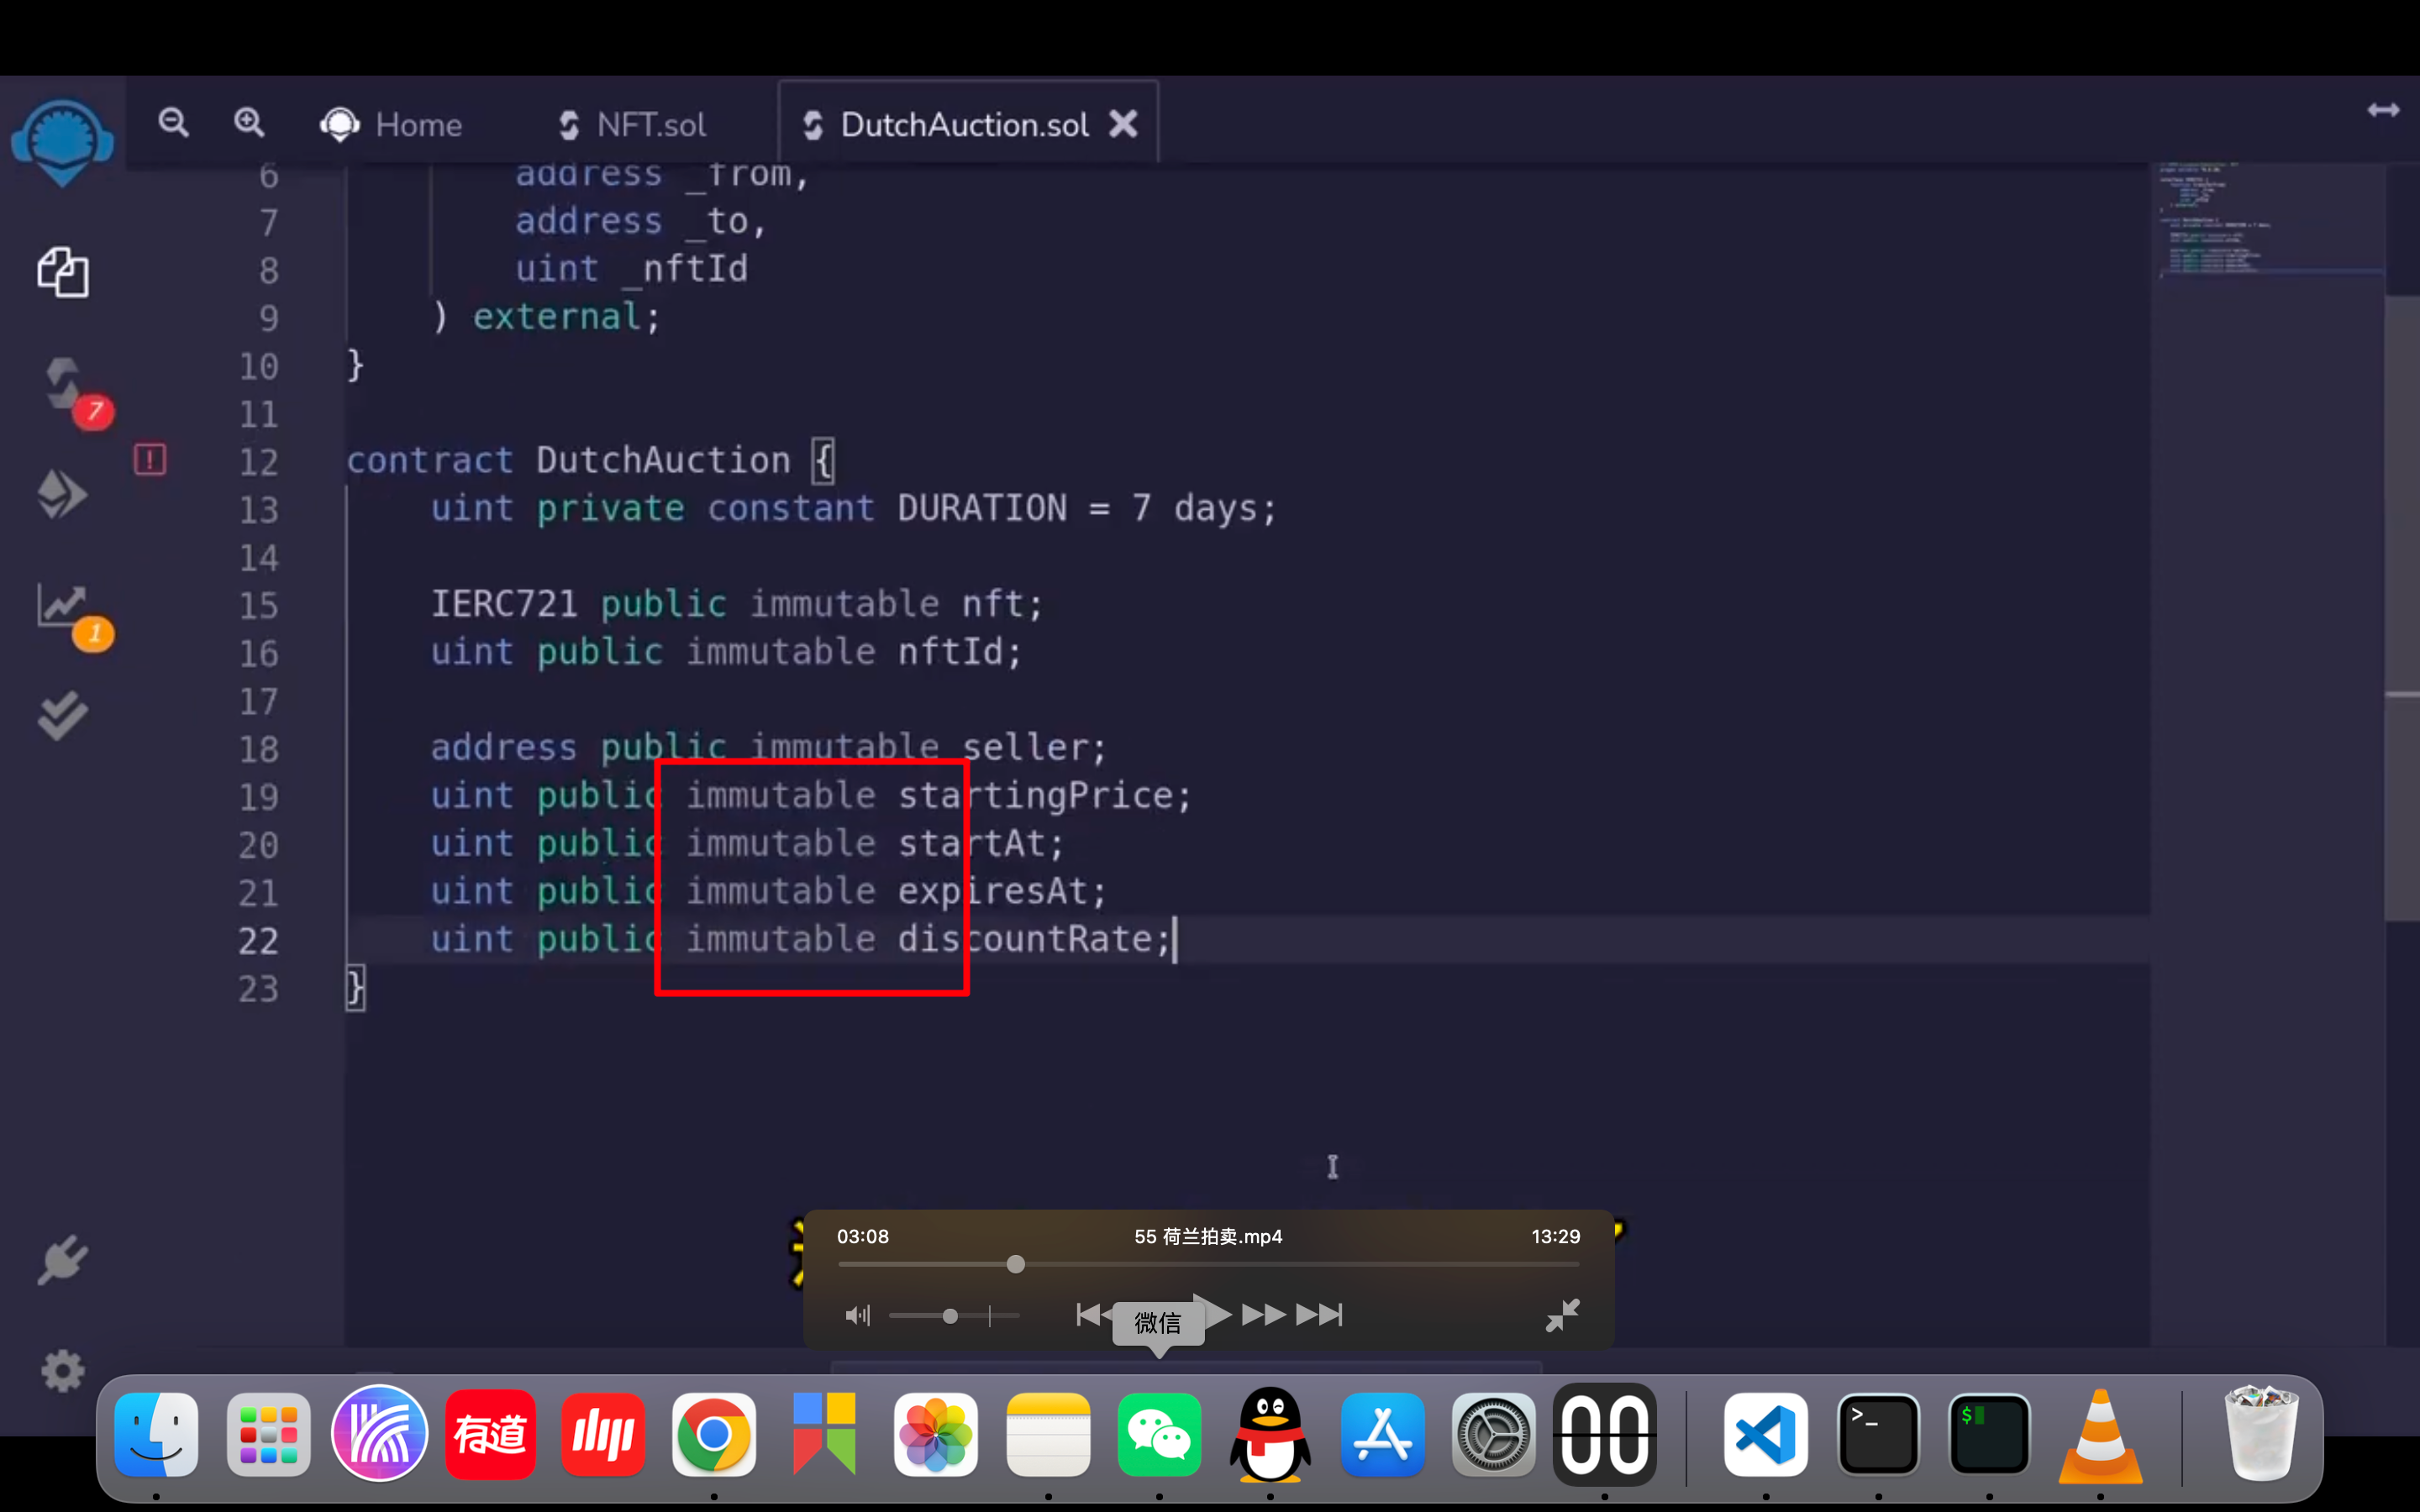 Home
NFT.sol
DutchAuction.sol
6 address _from,
7 address _to,
8 uint _nftId
9 ) external;
10 }
11
12 contract DutchAuction {
13 uint private constant DURATION = 7 days;
14
15 IERC721 public immutable nft;
16 uint public immutable nftId;
17
18 address public immutable seller;
19 uint public immutable startingPrice;
20 uint public immutable startAt;
21 uint public immutable expiresAt;
22 uint public immutable discountRate;
23 }
7
1
03:08
55 荷兰拍卖.mp4
13:29
微信
有道
00
>_
$